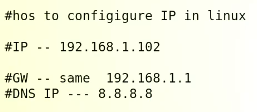 #hos to configigure IP in linux
#IP -- 192.168.1.102
#GW -- same  192.168.1.1
#DNS IP --- 8.8.8.8